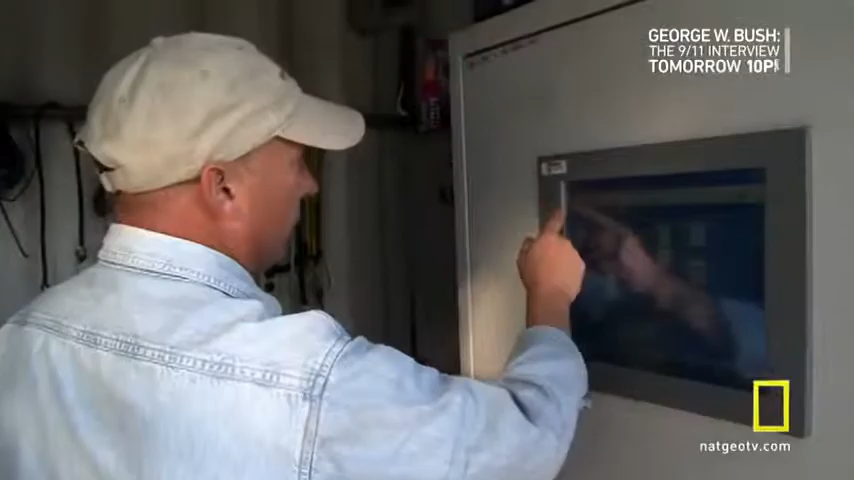 GEORGE W. BUSH:
THE 9/11 INTERVIEW
TOMORROW 10P!
natgeotv.com